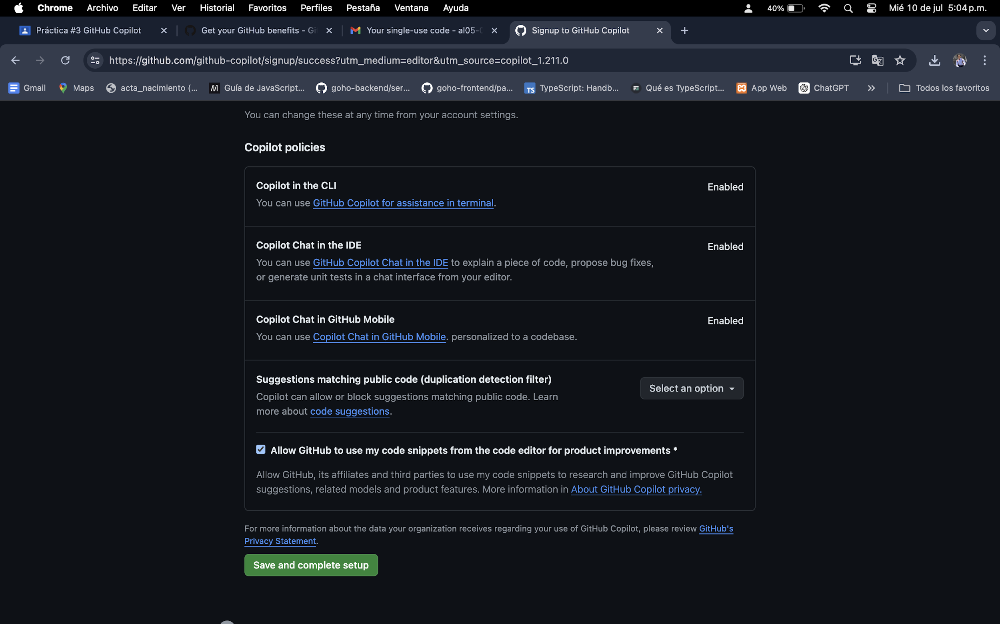 Chrome Archivo Editar Ver Historial Favoritos Perfiles Pestaña Ventana Ayuda 40% Mié 10 de jul 5:04 p.m.
Práctica #3 GitHub Copilot Get your GitHub benefits - Gi Your single-use code - al05- Signup to GitHub Copilot
https://github.com/github-copilot/signup/success?utm_medium=editor&utm_source=copilot_1.211.0
Gmail Maps acta_nacimiento (... Guía de JavaScript... goho-backend/ser... goho-frontend/pa... TS TypeScript: Handb... Qué es TypeScript... App Web ChatGPT » Todos los favoritos
You can change these at any time from your account settings.
Copilot policies
Copilot in the CLI Enabled
You can use GitHub Copilot for assistance in terminal.
Copilot Chat in the IDE Enabled
You can use GitHub Copilot Chat in the IDE to explain a piece of code, propose bug fixes,
or generate unit tests in a chat interface from your editor.
Copilot Chat in GitHub Mobile Enabled
You can use Copilot Chat in GitHub Mobile. personalized to a codebase.
Suggestions matching public code (duplication detection filter) Select an option
Copilot can allow or block suggestions matching public code. Learn
more about code suggestions.
Allow GitHub to use my code snippets from the code editor for product improvements *
Allow GitHub, its affiliates and third parties to use my code snippets to research and improve GitHub Copilot
suggestions, related models and product features. More information in About GitHub Copilot privacy.
For more information about the data your organization receives regarding your use of GitHub Copilot, please review GitHub's
Privacy Statement.
Save and complete setup